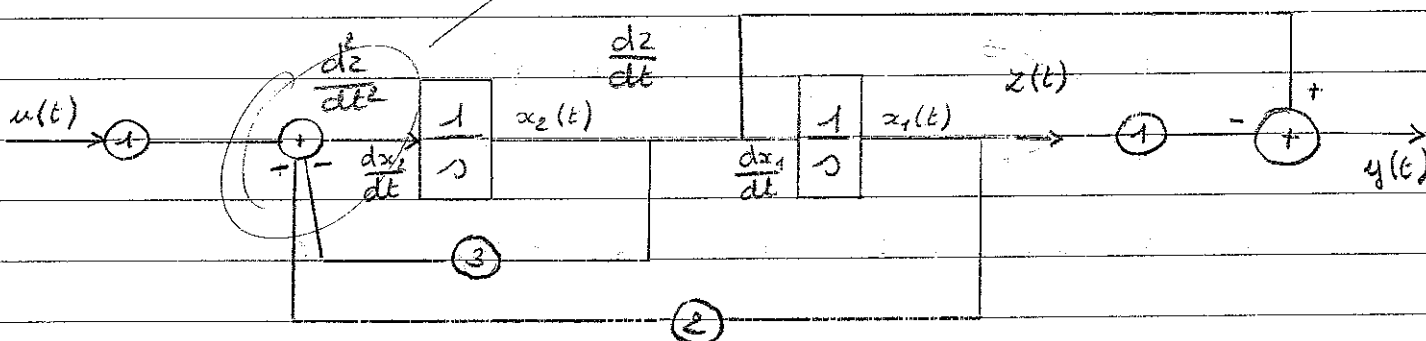 d²z/dt²
dz/dt
z(t)
u(t)
1
+
1/s
x₂(t)
1/s
x₁(t)
1
-
+
+
- -
dx₂/dt
dx₁/dt
y(t)
3
2